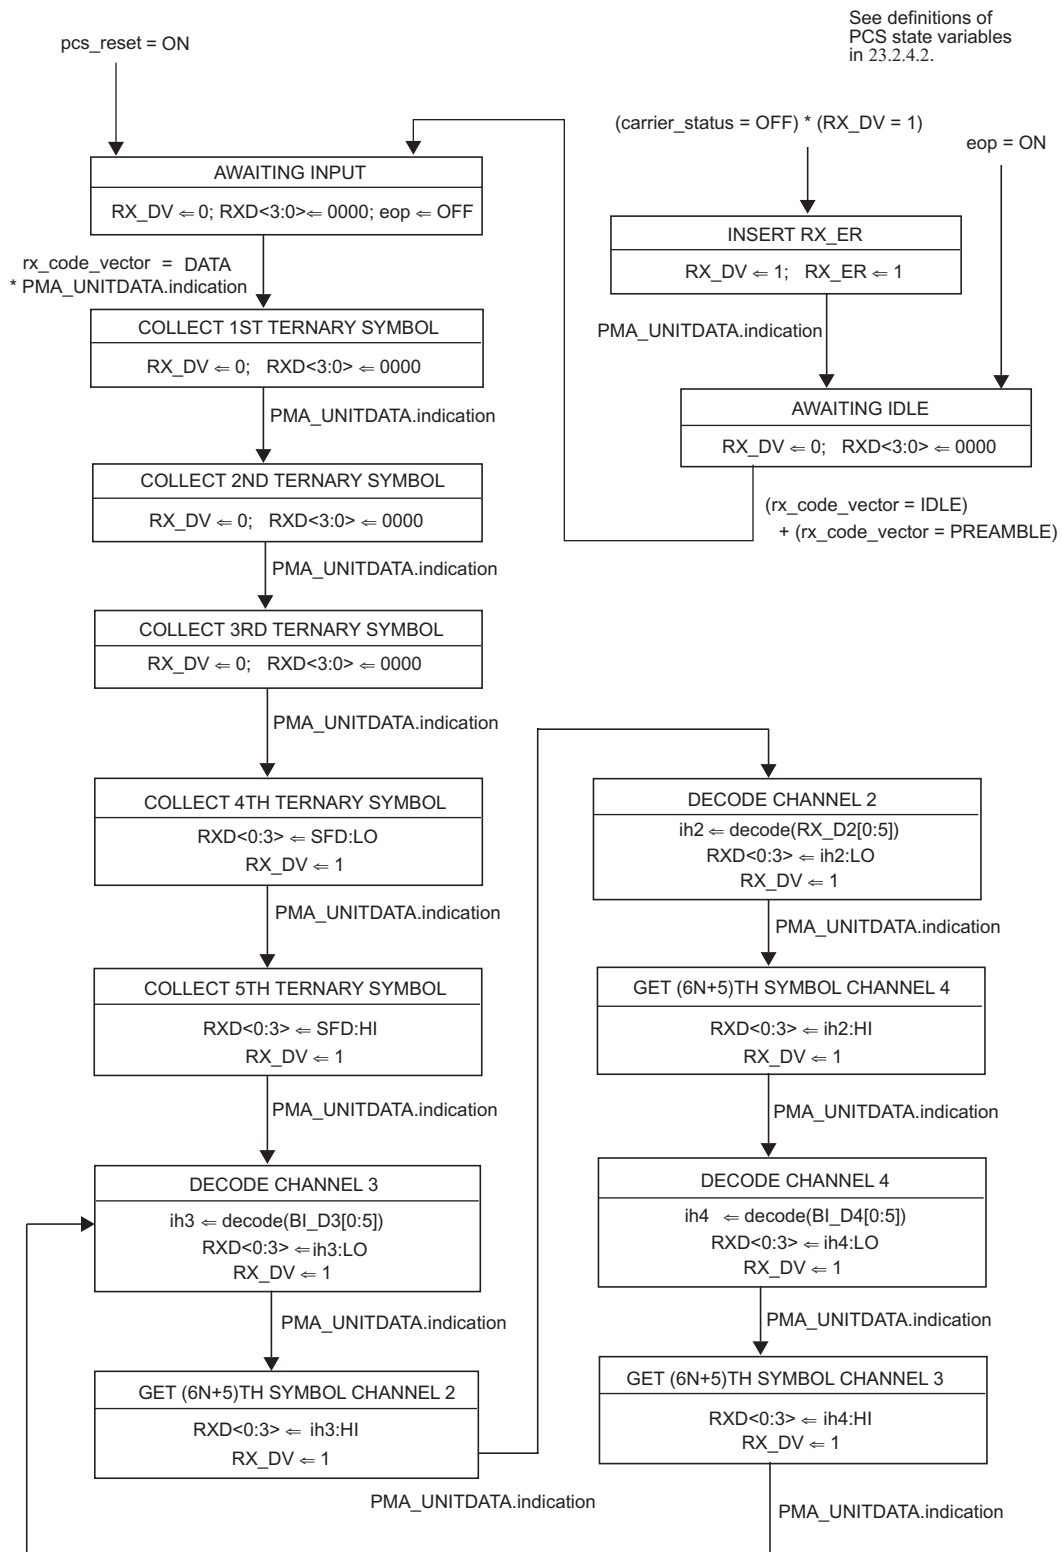 See definitions of
PCS state variables
in 23.2.4.2.
pcs_reset = ON
(carrier_status = OFF) * (RX_DV = 1)
eop = ON
AWAITING INPUT
RX_DV ⇐ 0; RXD<3:0>⇐ 0000; eop ⇐ OFF
rx_code_vector = DATA
* PMA_UNITDATA.indication
INSERT RX_ER
RX_DV ⇐ 1; RX_ER ⇐ 1
PMA_UNITDATA.indication
AWAITING IDLE
RX_DV ⇐ 0; RXD<3:0> ⇐ 0000
(rx_code_vector = IDLE)
+ (rx_code_vector = PREAMBLE)
COLLECT 1ST TERNARY SYMBOL
RX_DV ⇐ 0; RXD<3:0> ⇐ 0000
PMA_UNITDATA.indication
COLLECT 2ND TERNARY SYMBOL
RX_DV ⇐ 0; RXD<3:0> ⇐ 0000
PMA_UNITDATA.indication
COLLECT 3RD TERNARY SYMBOL
RX_DV ⇐ 0; RXD<3:0> ⇐ 0000
PMA_UNITDATA.indication
COLLECT 4TH TERNARY SYMBOL
RXD<0:3> ⇐ SFD:LO
RX_DV ⇐ 1
PMA_UNITDATA.indication
COLLECT 5TH TERNARY SYMBOL
RXD<0:3> ⇐ SFD:HI
RX_DV ⇐ 1
PMA_UNITDATA.indication
DECODE CHANNEL 3
ih3 ⇐ decode(BI_D3[0:5])
RXD<0:3> ⇐ ih3:LO
RX_DV ⇐ 1
PMA_UNITDATA.indication
GET (6N+5)TH SYMBOL CHANNEL 2
RXD<0:3> ⇐ ih3:HI
RX_DV ⇐ 1
PMA_UNITDATA.indication
DECODE CHANNEL 2
ih2 ⇐ decode(RX_D2[0:5])
RXD<0:3> ⇐ ih2:LO
RX_DV ⇐ 1
PMA_UNITDATA.indication
GET (6N+5)TH SYMBOL CHANNEL 4
RXD<0:3> ⇐ ih2:HI
RX_DV ⇐ 1
PMA_UNITDATA.indication
DECODE CHANNEL 4
ih4 ⇐ decode(BI_D4[0:5])
RXD<0:3> ⇐ ih4:LO
RX_DV ⇐ 1
PMA_UNITDATA.indication
GET (6N+5)TH SYMBOL CHANNEL 3
RXD<0:3> ⇐ ih4:HI
RX_DV ⇐ 1
PMA_UNITDATA.indication